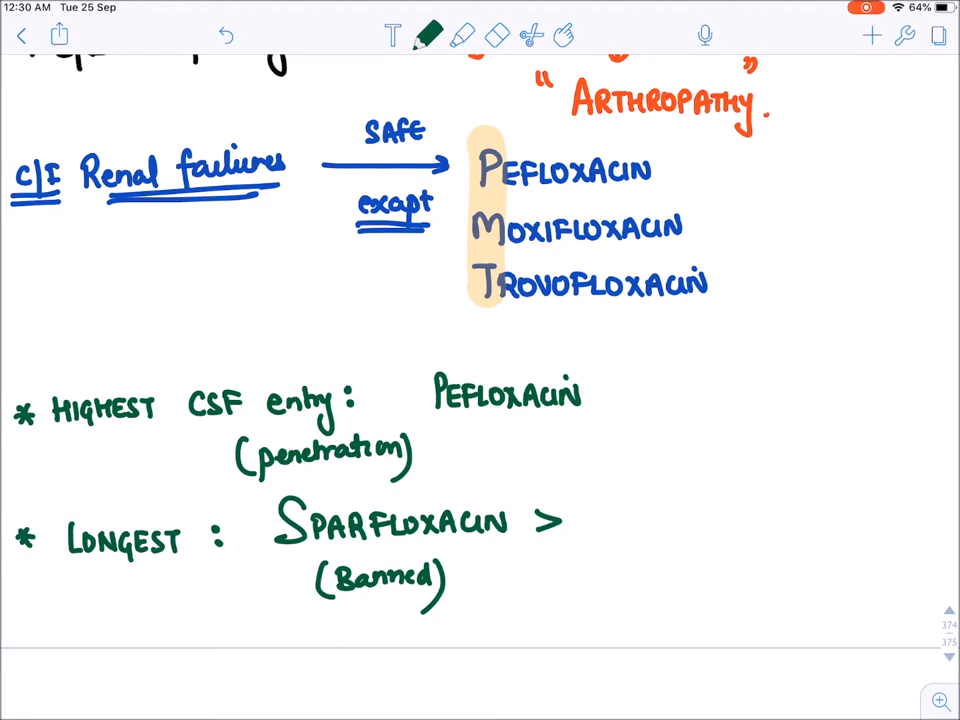 12:30 AM Tue 25 Sep
64%
T
" ARTHROPATHY. "
C/I Renal failures
SAFE
exapt
PEFLOXACIN
MOXIFLOXACIN
TROVOFLOXACIN
* HIGHEST CSF entry: PEFLOXACIN
(penetration)
* LONGEST : SPARFLOXACIN >
(Banned)
374
375